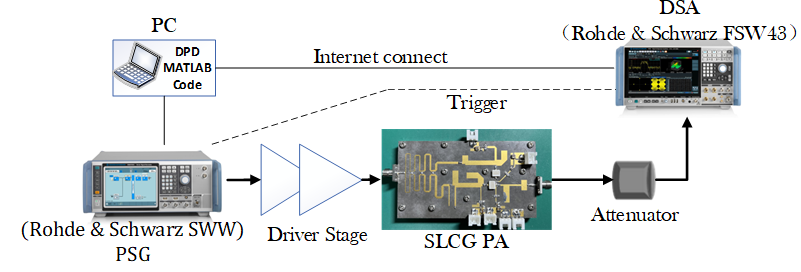 DSA
(Rohde & Schwarz FSW43)
PC
DPD
MATLAB
Code
Internet connect
Trigger
(Rohde & Schwarz SWW)
PSG
Driver Stage
SLCG PA
Attenuator